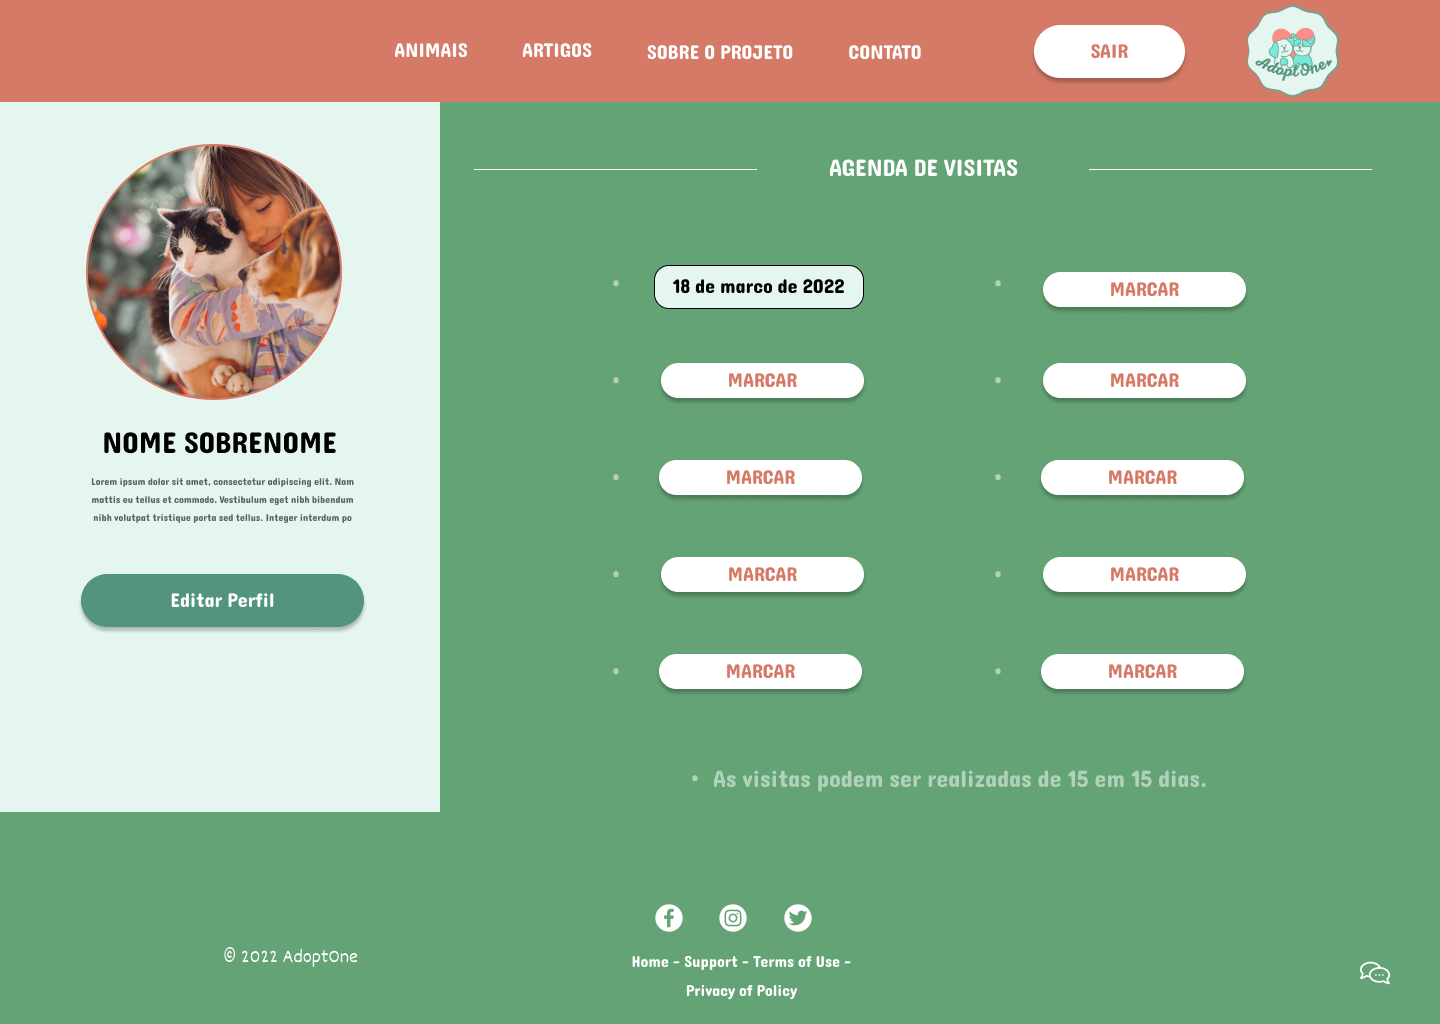 ANIMAIS ARTIGOS SOBRE O PROJETO CONTATO SAIR AdoptOne
NOME SOBRENOME
Lorem ipsum dolor sit amet, consectetur adipiscing elit. Nam
mattis eu tellus et commodo. Vestibulum eget nibh bibendum
nibh volutpat tristique porta sed tellus. Integer interdum po
Editar Perfil
AGENDA DE VISITAS
• 18 de marco de 2022 • MARCAR
• MARCAR • MARCAR
• MARCAR • MARCAR
• MARCAR • MARCAR
• MARCAR • MARCAR
• As visitas podem ser realizadas de 15 em 15 dias.
© 2022 AdoptOne
Home - Support - Terms of Use -
Privacy of Policy